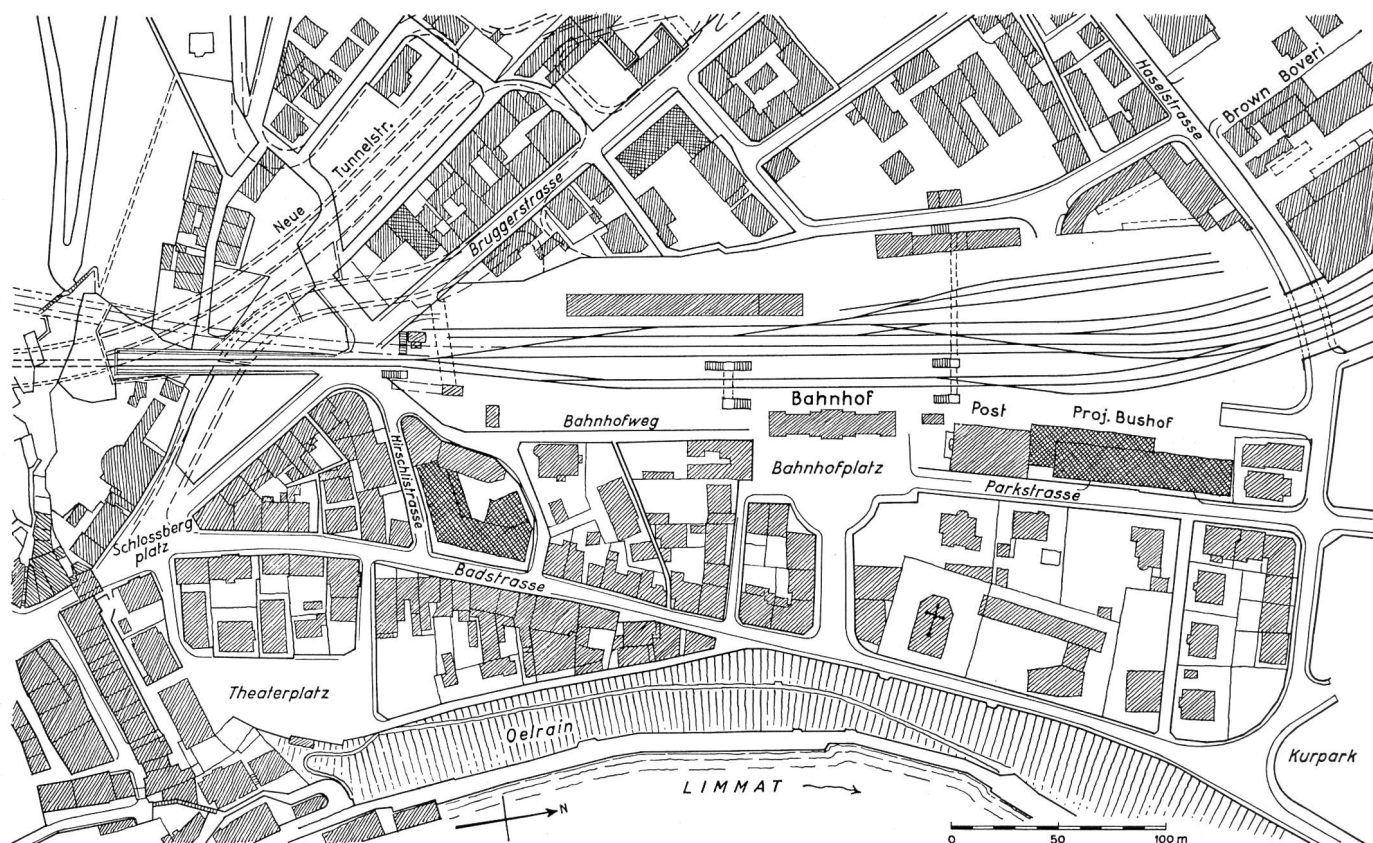 Haselstrasse
Brown Boveri
Neue Tunnelstr.
Bruggerstrasse
Bahnhof
Post
Proj. Bushof
Bahnhofweg
Hirschlistrasse
Bahnhofplatz
Parkstrasse
Schlossberg
platz
Badstrasse
Theaterplatz
Oelrain
Kurpark
LIMMAT
N
0 50 100 m